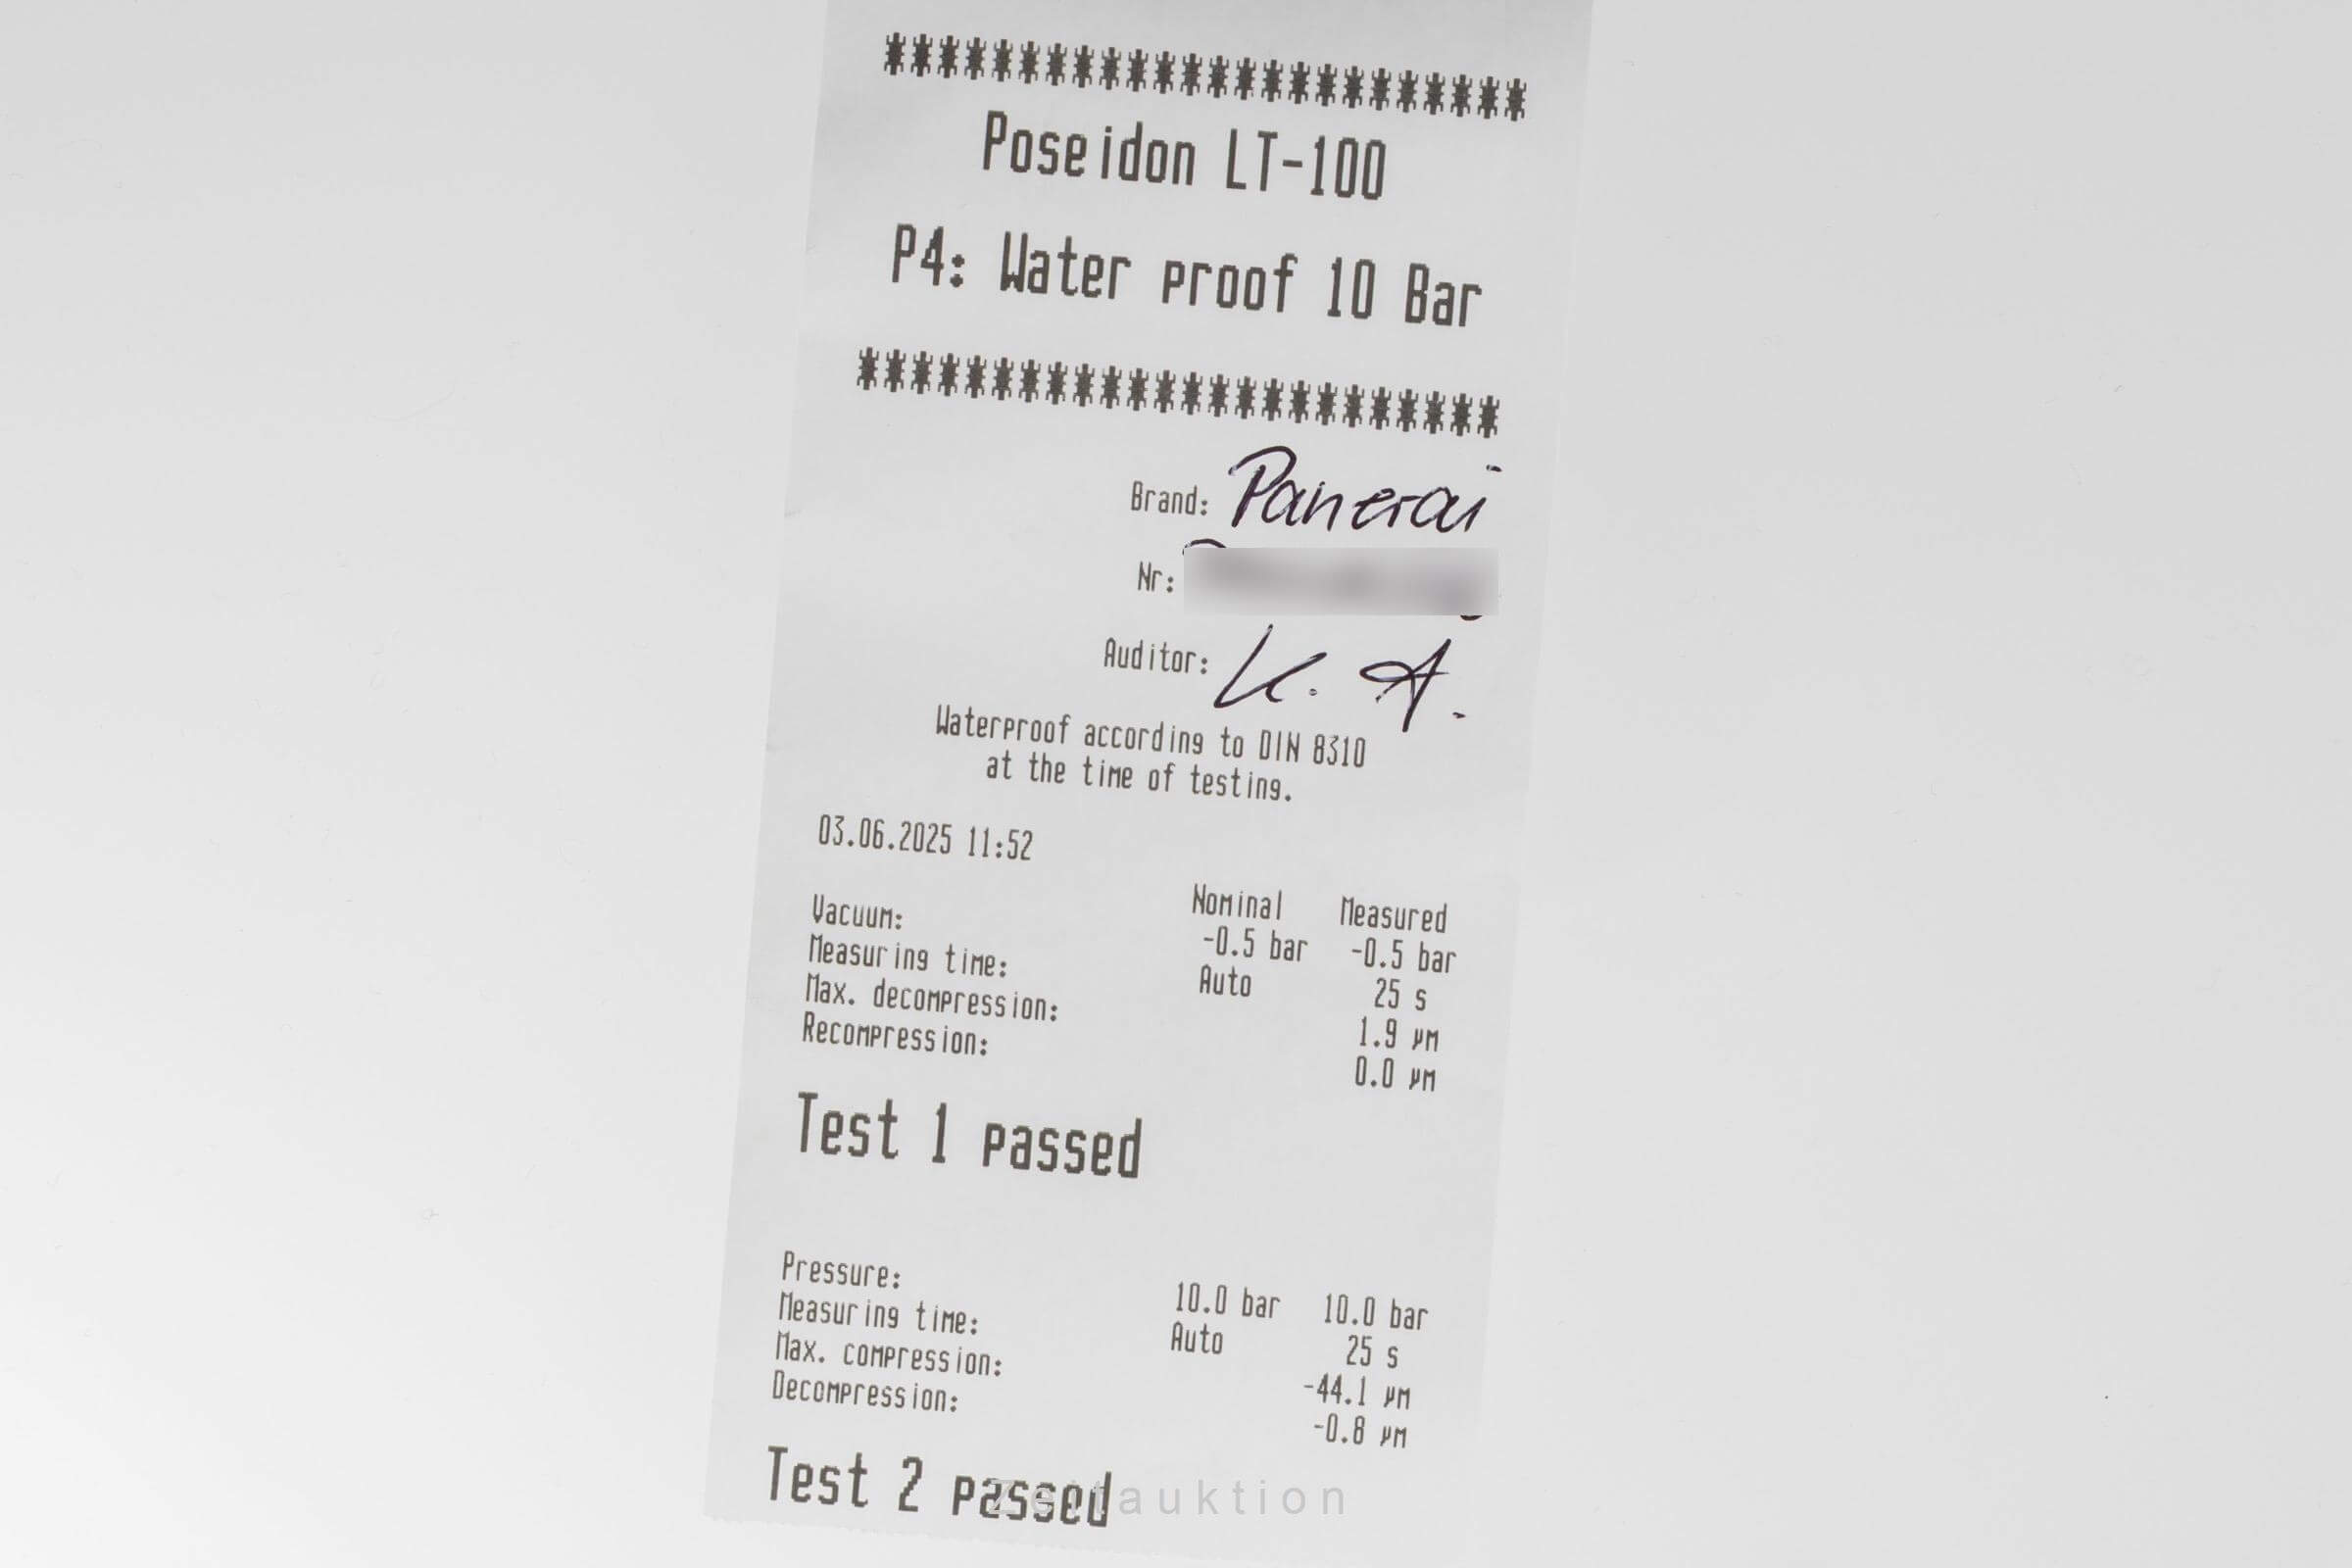 ************************
Poseidon LT-100
P4: Water proof 10 Bar
************************
Brand: Panerai
Nr:
Auditor: K. A.
Waterproof according to DIN 8310
at the time of testing.
03.06.2025 11:52
Nominal Measured
Vacuum: -0.5 bar -0.5 bar
Measuring time: Auto 25 s
Max. decompression: 1.9 µm
Recompression: 0.0 µm
Test 1 passed
Pressure: 10.0 bar 10.0 bar
Measuring time: Auto 25 s
Max. compression: -44.1 µm
Decompression: -0.8 µm
Test 2 passed
Zeitauktion